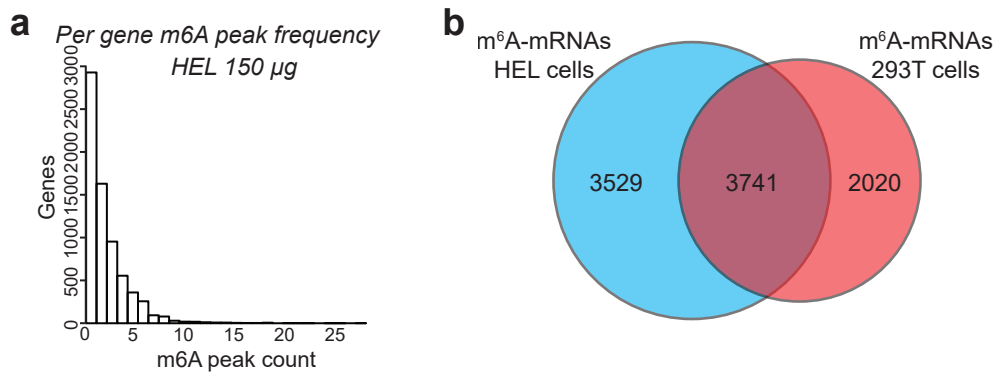 a
Per gene m6A peak frequency
HEL 150 µg
Genes
3000
2500
2000
1500
1000
500
0
0 5 10 15 20 25
m6A peak count
b
m⁶A-mRNAs
HEL cells
m⁶A-mRNAs
293T cells
3529 3741 2020